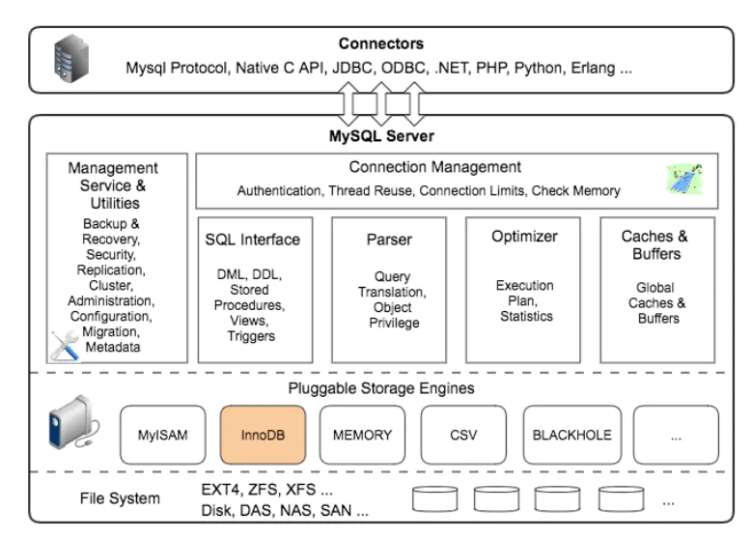 Connectors
Mysql Protocol, Native C API, JDBC, ODBC, .NET, PHP, Python, Erlang ...
MySQL Server
Management
Service &
Utilities
Backup &
Recovery,
Security,
Replication,
Cluster,
Administration,
Configuration,
Migration,
Metadata
Connection Management
Authentication, Thread Reuse, Connection Limits, Check Memory
SQL Interface
DML, DDL,
Stored
Procedures,
Views,
Triggers
Parser
Query
Translation,
Object
Privilege
Optimizer
Execution
Plan,
Statistics
Caches &
Buffers
Global
Caches &
Buffers
Pluggable Storage Engines
MyISAM
InnoDB
MEMORY
CSV
BLACKHOLE
...
File System
EXT4, ZFS, XFS ...
Disk, DAS, NAS, SAN ...
...